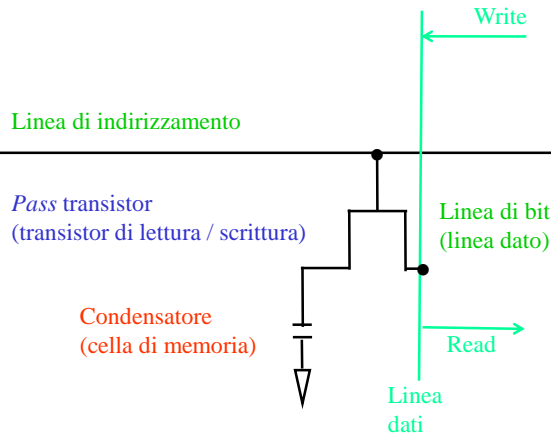 Write
Linea di indirizzamento
Pass transistor
(transistor di lettura / scrittura)
Linea di bit
(linea dato)
Condensatore
(cella di memoria)
Read
Linea
dati